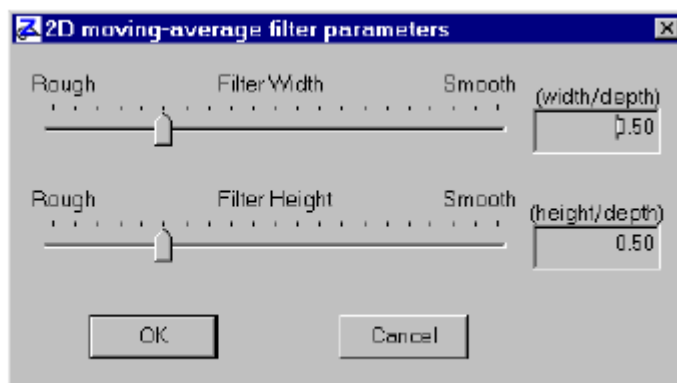 2D moving-average filter parameters
Rough Filter Width Smooth
(width/depth)
0.50
Rough Filter Height Smooth
(height/depth)
0.50
OK Cancel